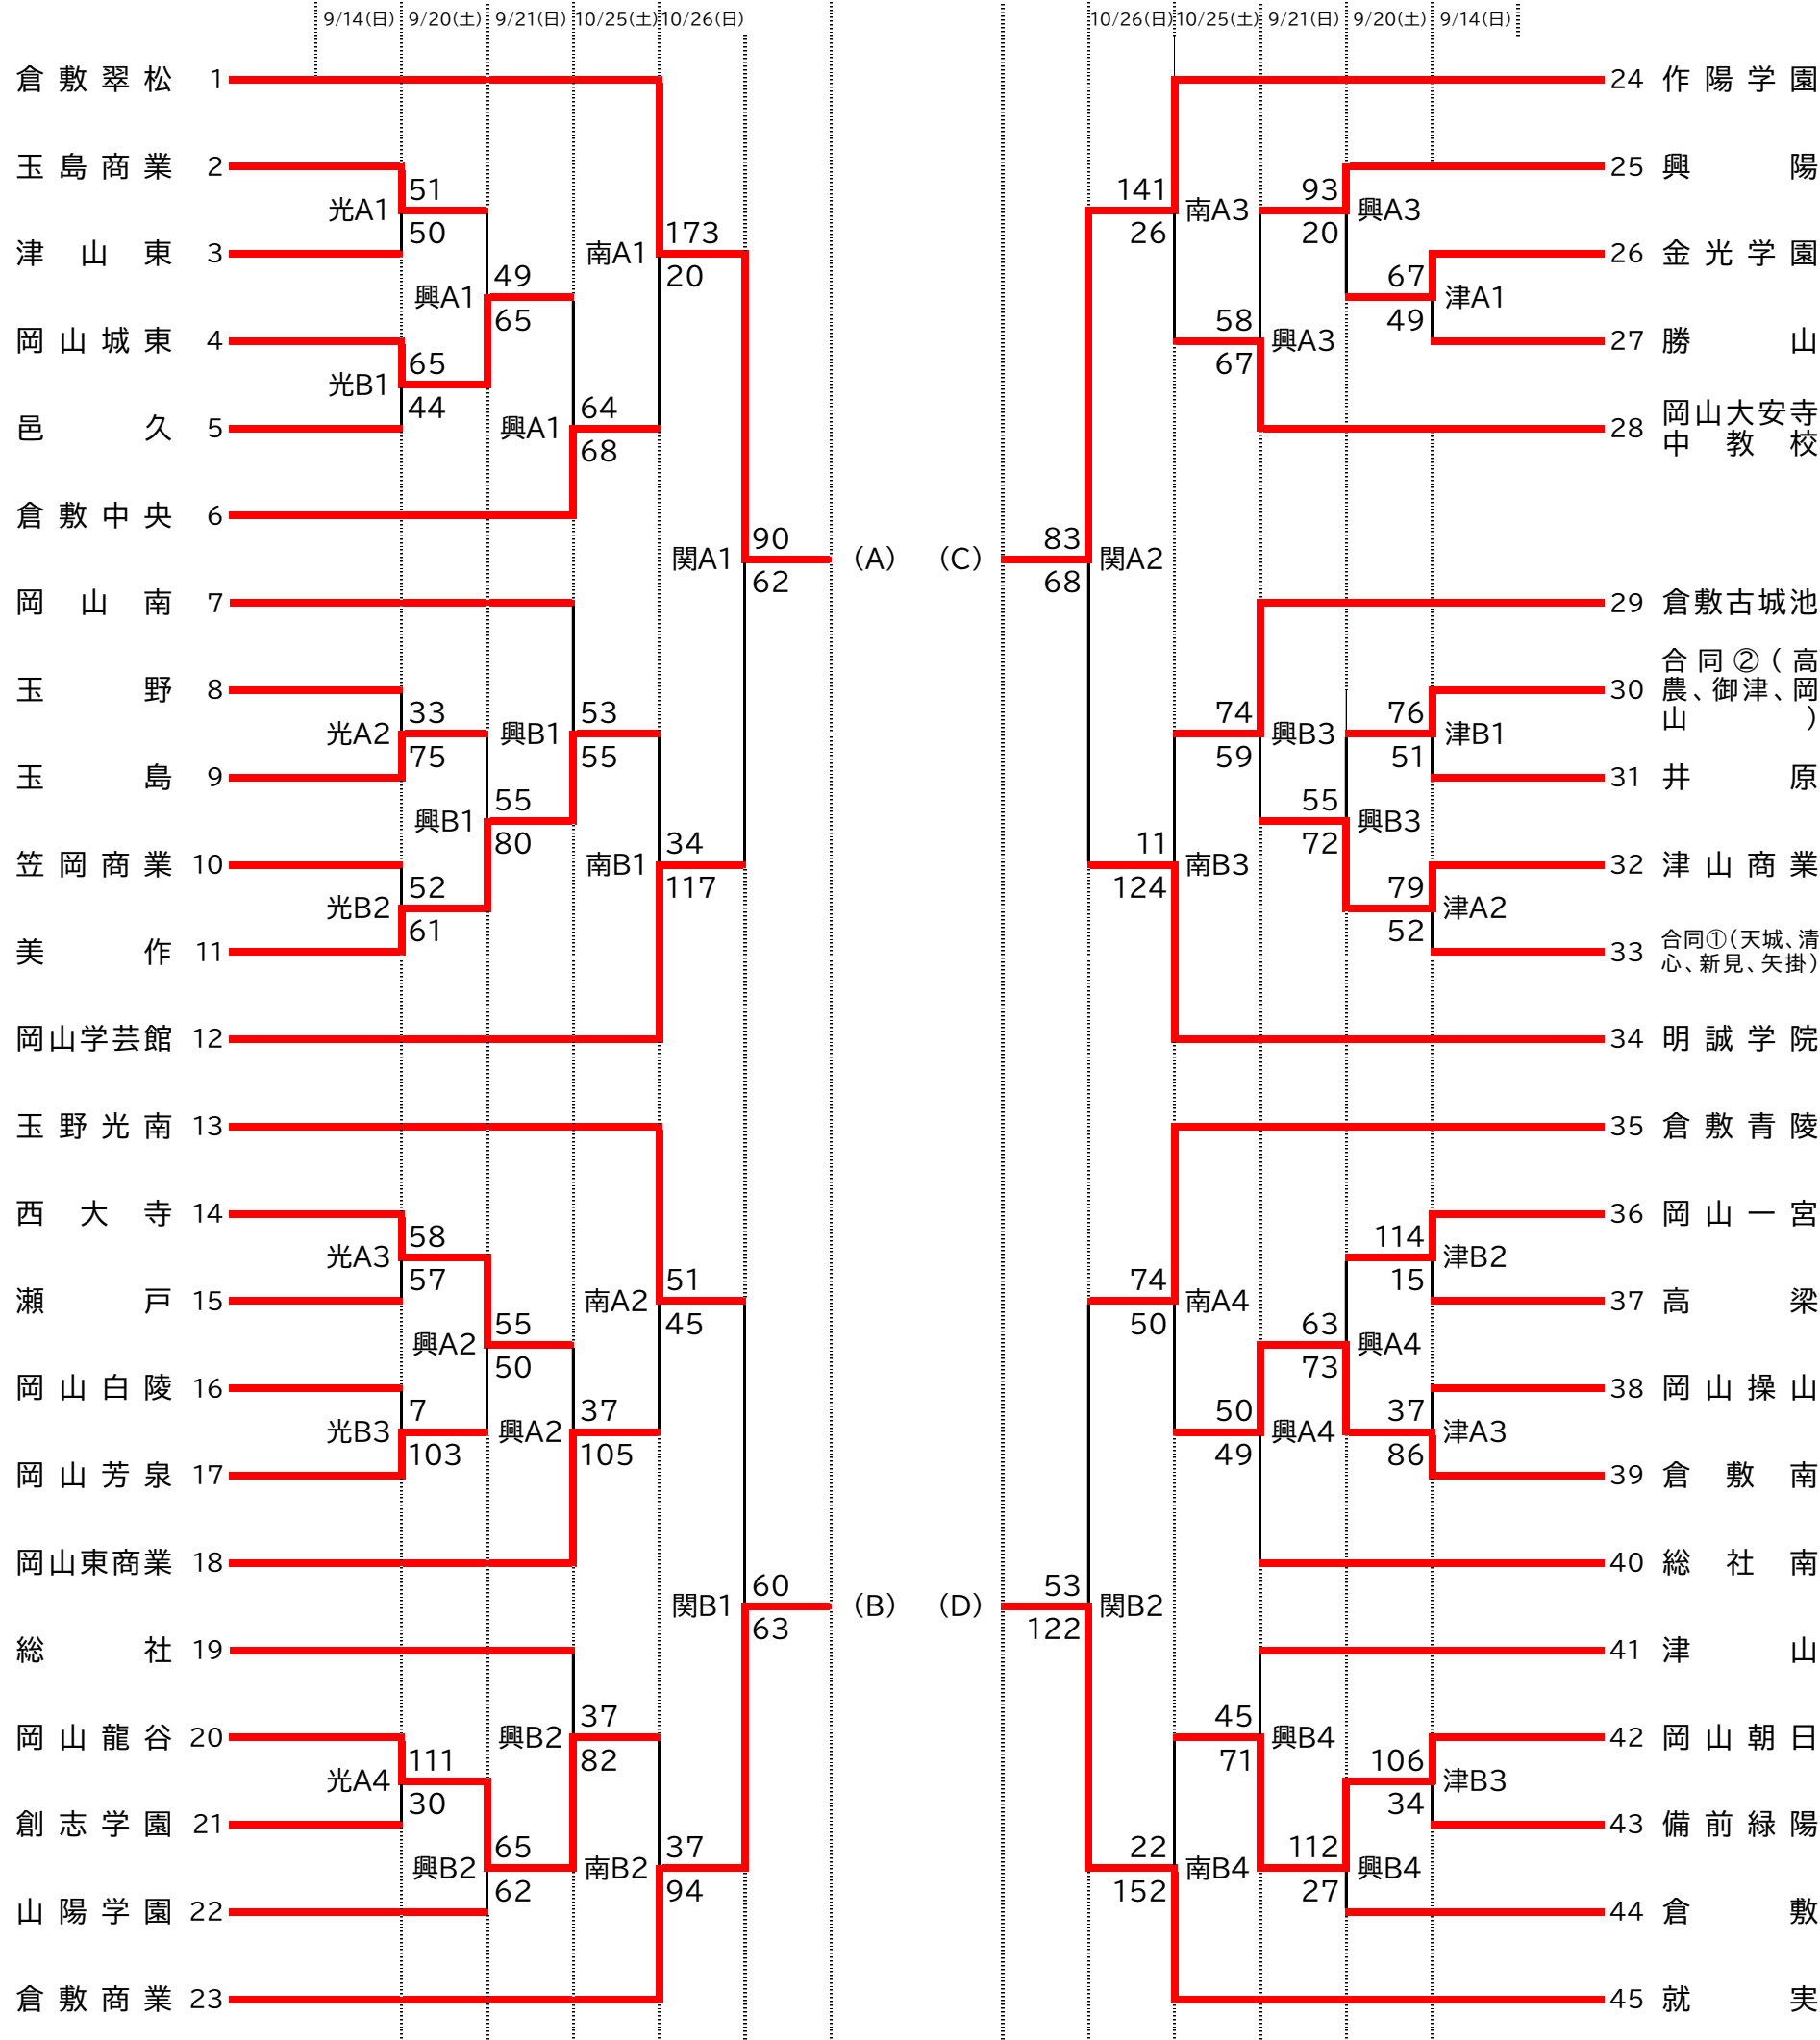 9/14(日) 9/20(土) 9/21(日) 10/25(土) 10/26(日)
10/26(日) 10/25(土) 9/21(日) 9/20(土) 9/14(日)
倉敷翠松 1
玉島商業 2
光A1 51
50
津山東 3
興A1 49
65
南A1 173
20
岡山城東 4
光B1 65
44
邑久 5
興A1 64
68
倉敷中央 6
関A1 90
62
(A)
岡山南 7
玉野 8
光A2 33
75
興B1 53
55
玉島 9
興B1 55
80
笠岡商業 10
光B2 52
61
南B1 34
117
美作 11
岡山学芸館 12
玉野光南 13
西大寺 14
光A3 58
57
瀬戸 15
南A2 51
45
興A2 55
50
岡山白陵 16
光B3 7
103
興A2 37
105
岡山芳泉 17
岡山東商業 18
関B1 60
63
(B)
総社 19
岡山龍谷 20
興B2 37
82
光A4 111
30
創志学園 21
興B2 65
62
南B2 37
94
山陽学園 22
倉敷商業 23
24 作陽学園
25 興陽
141 南A3
26
93 興A3
20
26 金光学園
67 津A1
49
27 勝山
58 興A3
67
28 岡山大安寺
中教校
(C)
83 関A2
68
29 倉敷古城池
30 合同②(高
農、御津、岡
山)
74 興B3
59
76 津B1
51
31 井原
55 興B3
72
32 津山商業
11 南B3
124
79 津A2
52
33 合同①(天城、清
心、新見、矢掛)
34 明誠学院
35 倉敷青陵
36 岡山一宮
114 津B2
15
37 高梁
74 南A4
50
63 興A4
73
38 岡山操山
50 興A4
49
37 津A3
86
39 倉敷南
40 総社南
(D)
53 関B2
122
41 津山
42 岡山朝日
45 興B4
71
106 津B3
34
43 備前緑陽
22 南B4
152
112 興B4
27
44 倉敷
45 就実